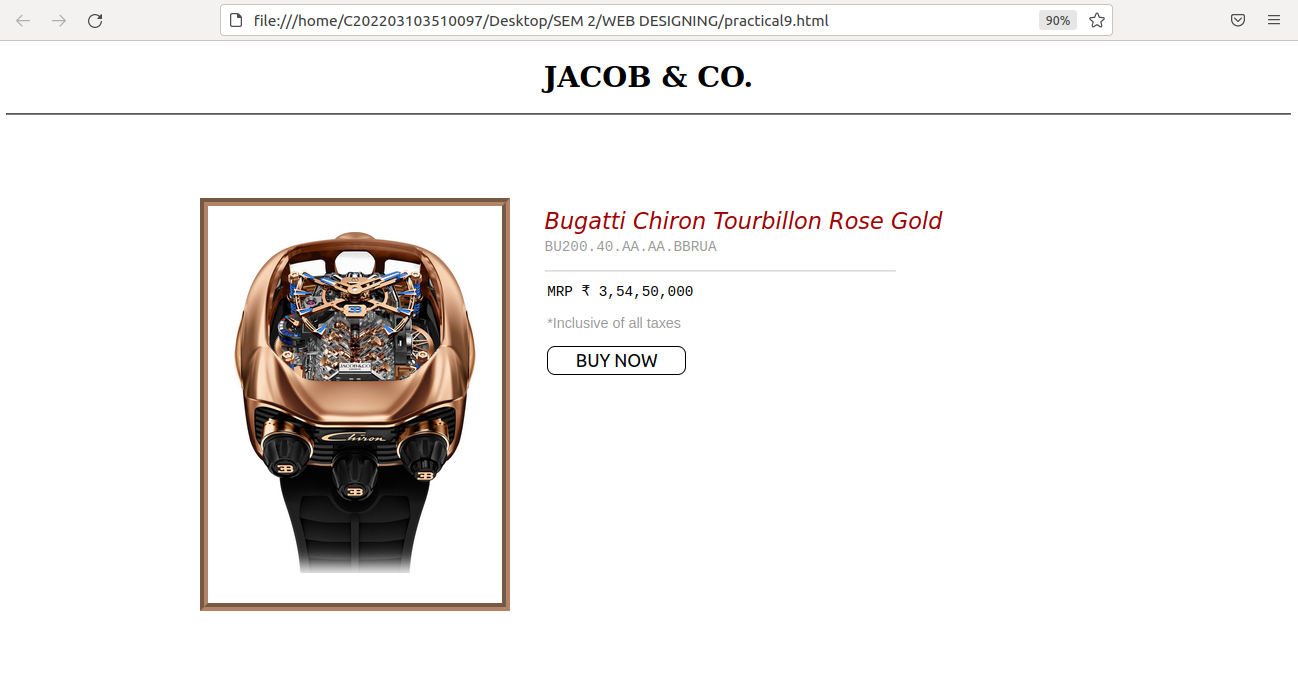 file:///home/C202203103510097/Desktop/SEM 2/WEB DESIGNING/practical9.html
90%
JACOB & CO.
Bugatti Chiron Tourbillon Rose Gold
BU200.40.AA.AA.BBRUA
MRP ₹ 3,54,50,000
*Inclusive of all taxes
BUY NOW
JACOB&CO
Chiron